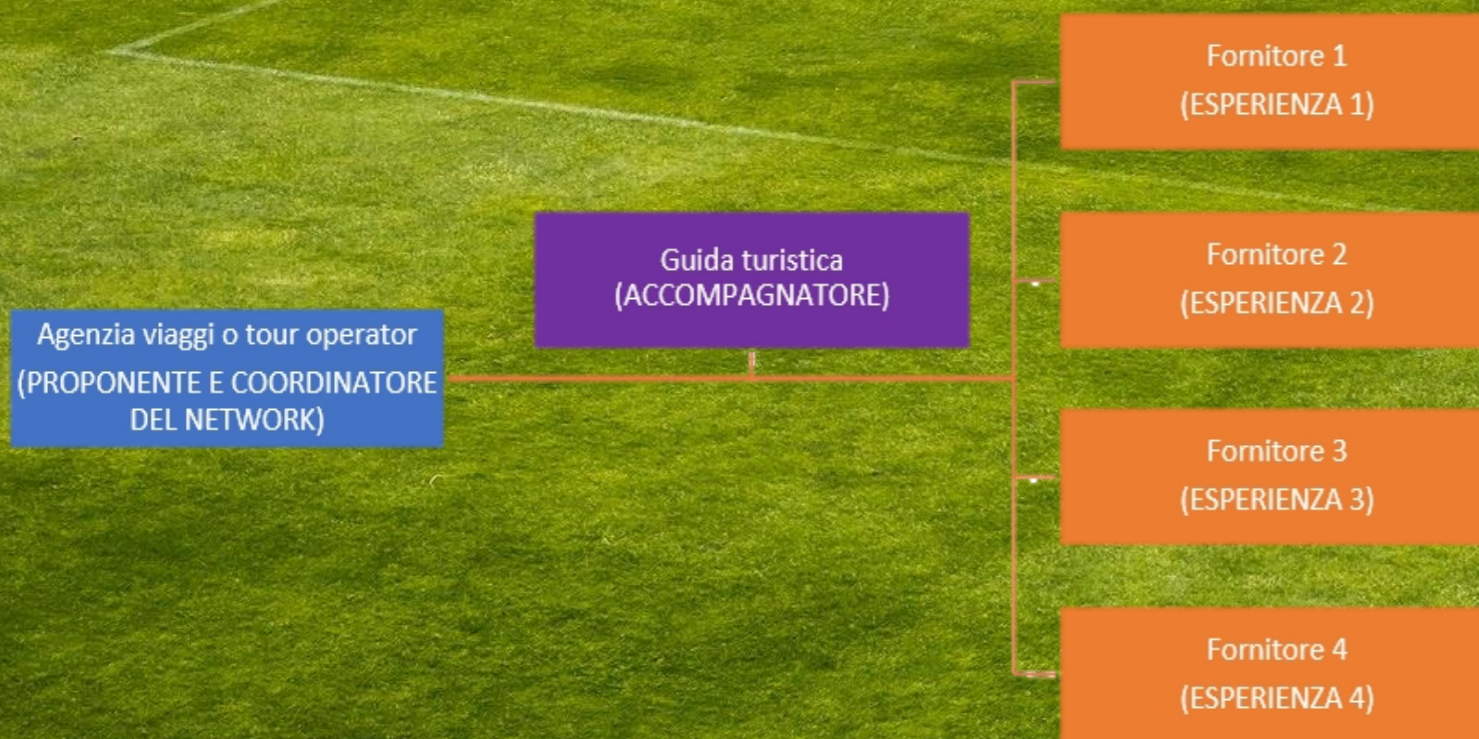 Agenzia viaggi o tour operator
(PROPONENTE E COORDINATORE
DEL NETWORK)
Guida turistica
(ACCOMPAGNATORE)
Fornitore 1
(ESPERIENZA 1)
Fornitore 2
(ESPERIENZA 2)
Fornitore 3
(ESPERIENZA 3)
Fornitore 4
(ESPERIENZA 4)